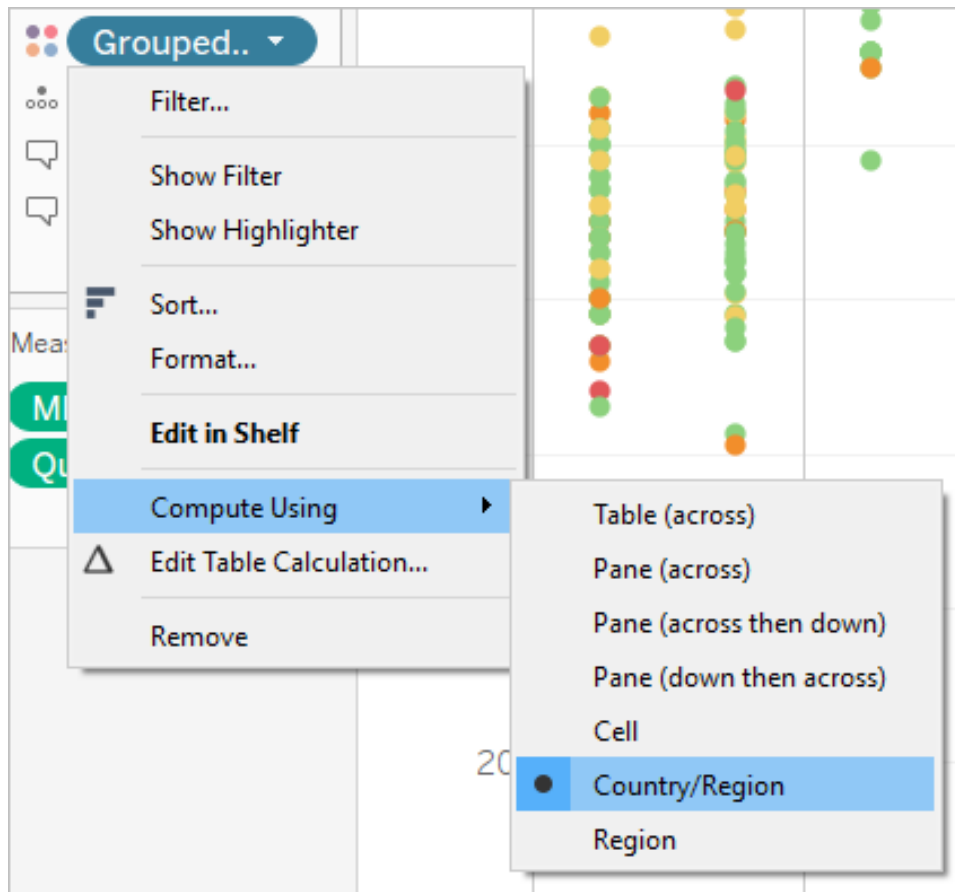 Grouped..
Filter...
Show Filter
Show Highlighter
Sort...
Format...
Edit in Shelf
Compute Using
Edit Table Calculation...
Remove
Table (across)
Pane (across)
Pane (across then down)
Pane (down then across)
Cell
Country/Region
Region
20